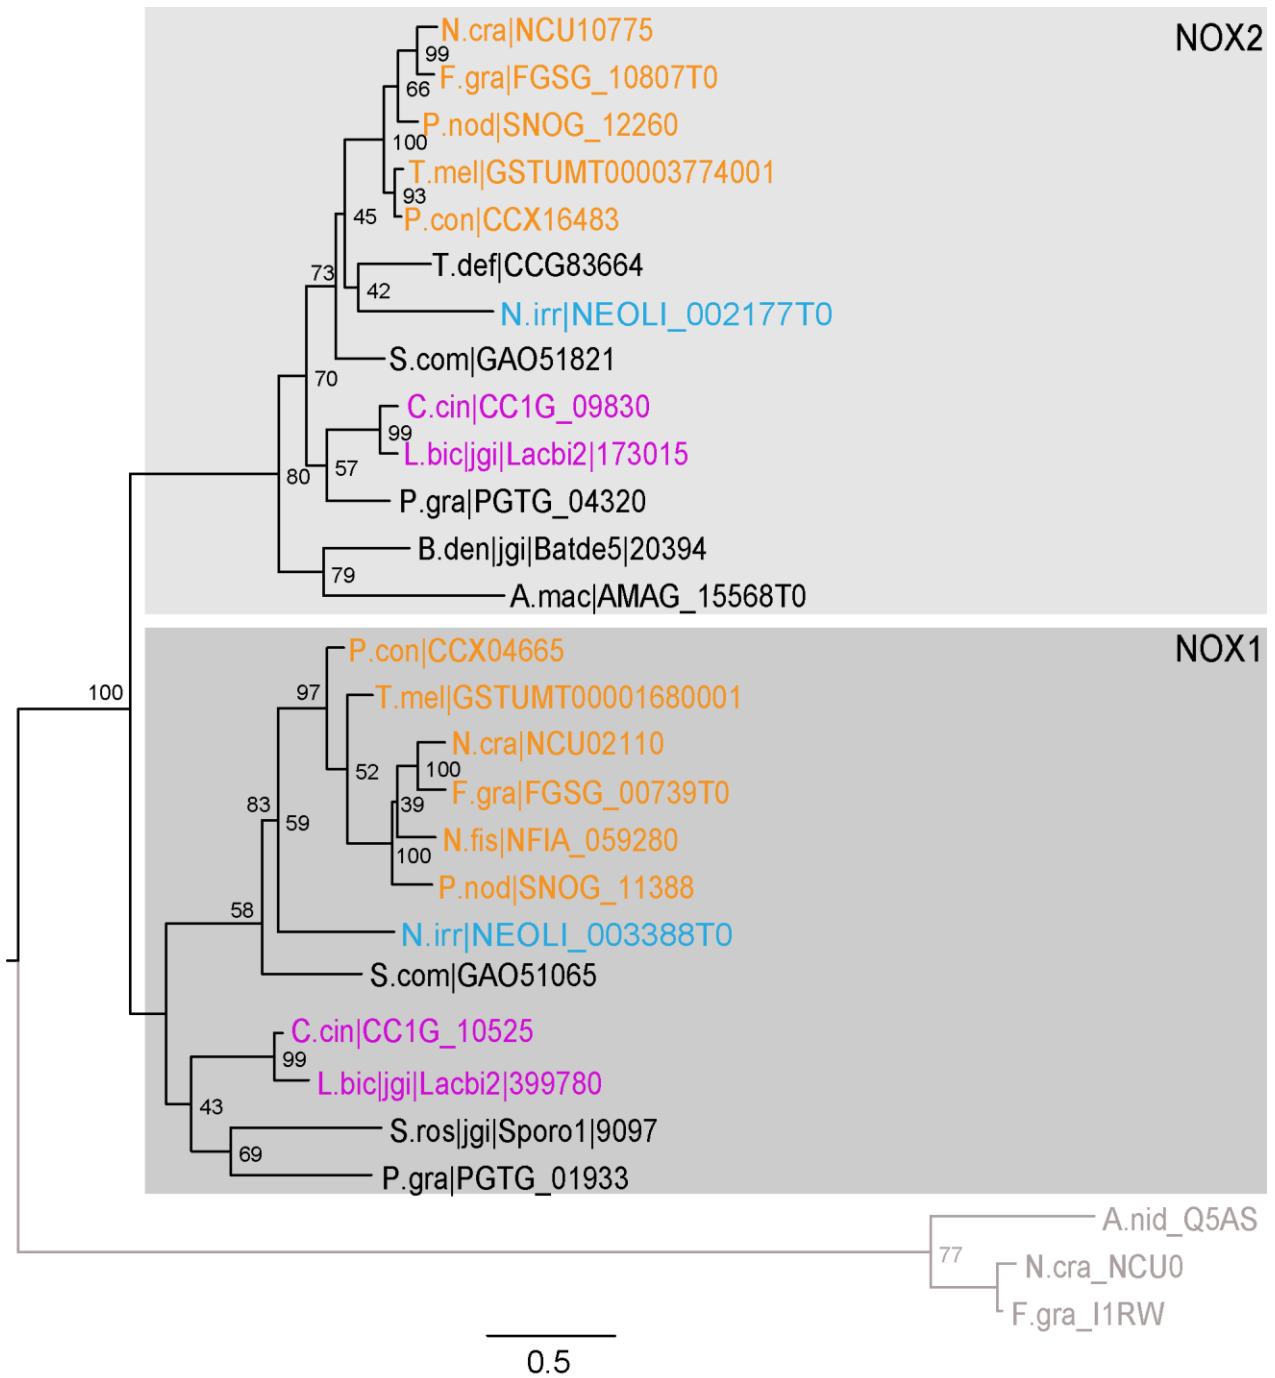 NOX2
N.cra|NCU10775
99
F.gra|FGSG_10807T0
66
P.nod|SNOG_12260
100
T.mel|GSTUMT00003774001
93
P.con|CCX16483
45
T.def|CCG83664
73
42
N.irr|NEOLI_002177T0
S.com|GAO51821
70
C.cin|CC1G_09830
99
L.bic|jgi|Lacbi2|173015
57
80
P.gra|PGTG_04320
B.den|jgi|Batde5|20394
79
A.mac|AMAG_15568T0
NOX1
P.con|CCX04665
100
97
T.mel|GSTUMT00001680001
N.cra|NCU02110
52
100
F.gra|FGSG_00739T0
83
39
59
N.fis|NFIA_059280
100
P.nod|SNOG_11388
58
N.irr|NEOLI_003388T0
S.com|GAO51065
C.cin|CC1G_10525
99
L.bic|jgi|Lacbi2|399780
43
S.ros|jgi|Sporo1|9097
69
P.gra|PGTG_01933
A.nid_Q5AS
77
N.cra_NCU0
F.gra_I1RW
0.5